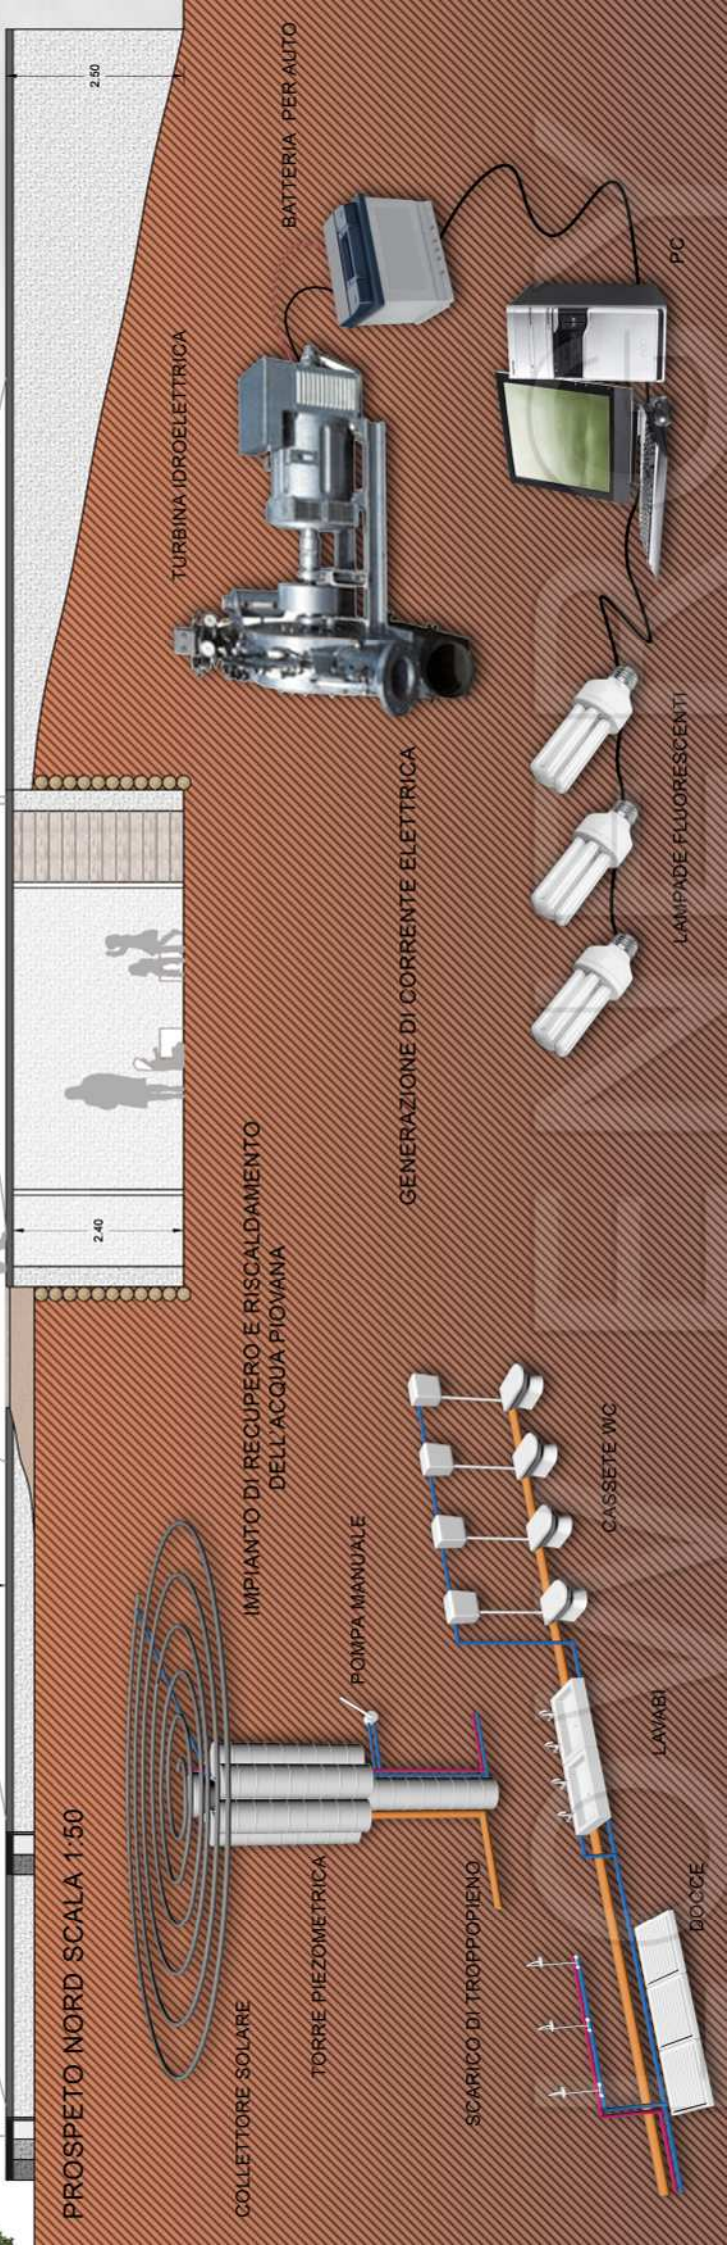 PROSPETO NORD SCALA 1:50
2.40
2.50
COLLETTORE SOLARE
IMPIANTO DI RECUPERO E RISCALDAMENTO
DELL'ACQUA PIOVANA
TORRE PIEZOMETRICA
POMPA MANUALE
SCARICO DI TROPPOPIENO
DOCCE
LAVABI
CASSETE WC
TURBINA IDROELETTRICA
BATTERIA PER AUTO
GENERAZIONE DI CORRENTE ELETTRICA
LAMPADE FLUORESCENTI
PC
ENERGY